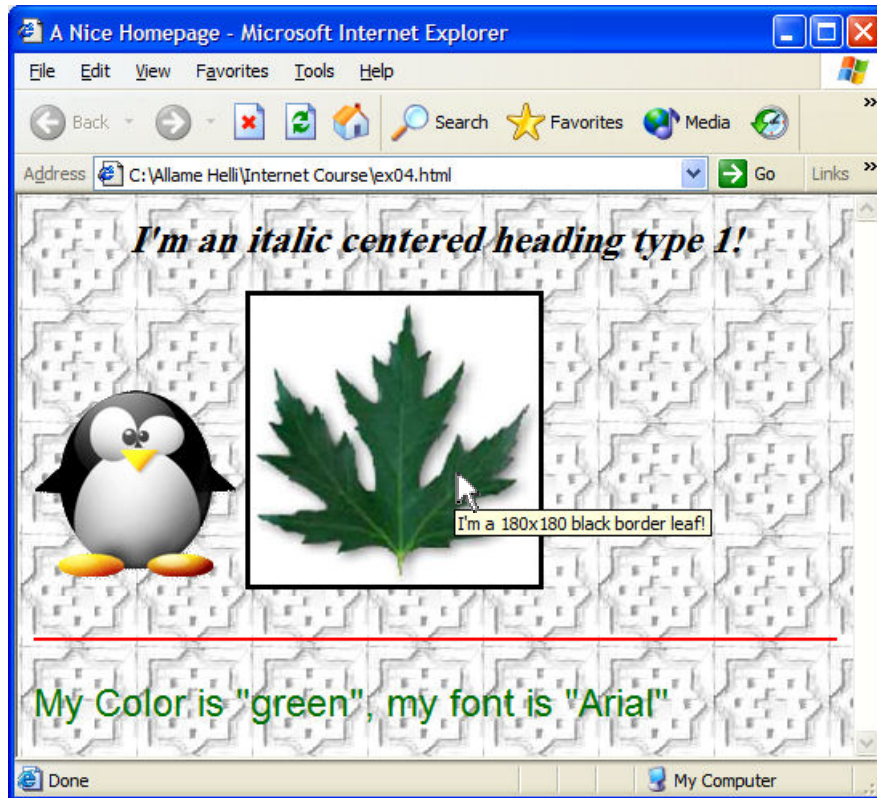 A Nice Homepage - Microsoft Internet Explorer
File Edit View Favorites Tools Help
Back Search Favorites Media »
Address C:\Allame Helli\Internet Course\ex04.html Go Links »
I'm an italic centered heading type 1!
I'm a 180x180 black border leaf!
My Color is "green", my font is "Arial"
Done My Computer